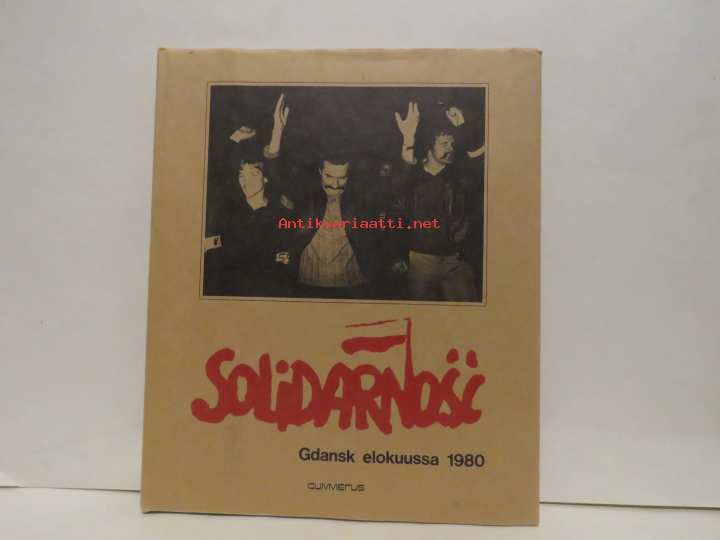 Antikvariaatti.net
SOLIDARNOŚĆ
Gdansk elokuussa 1980
GUMMERUS